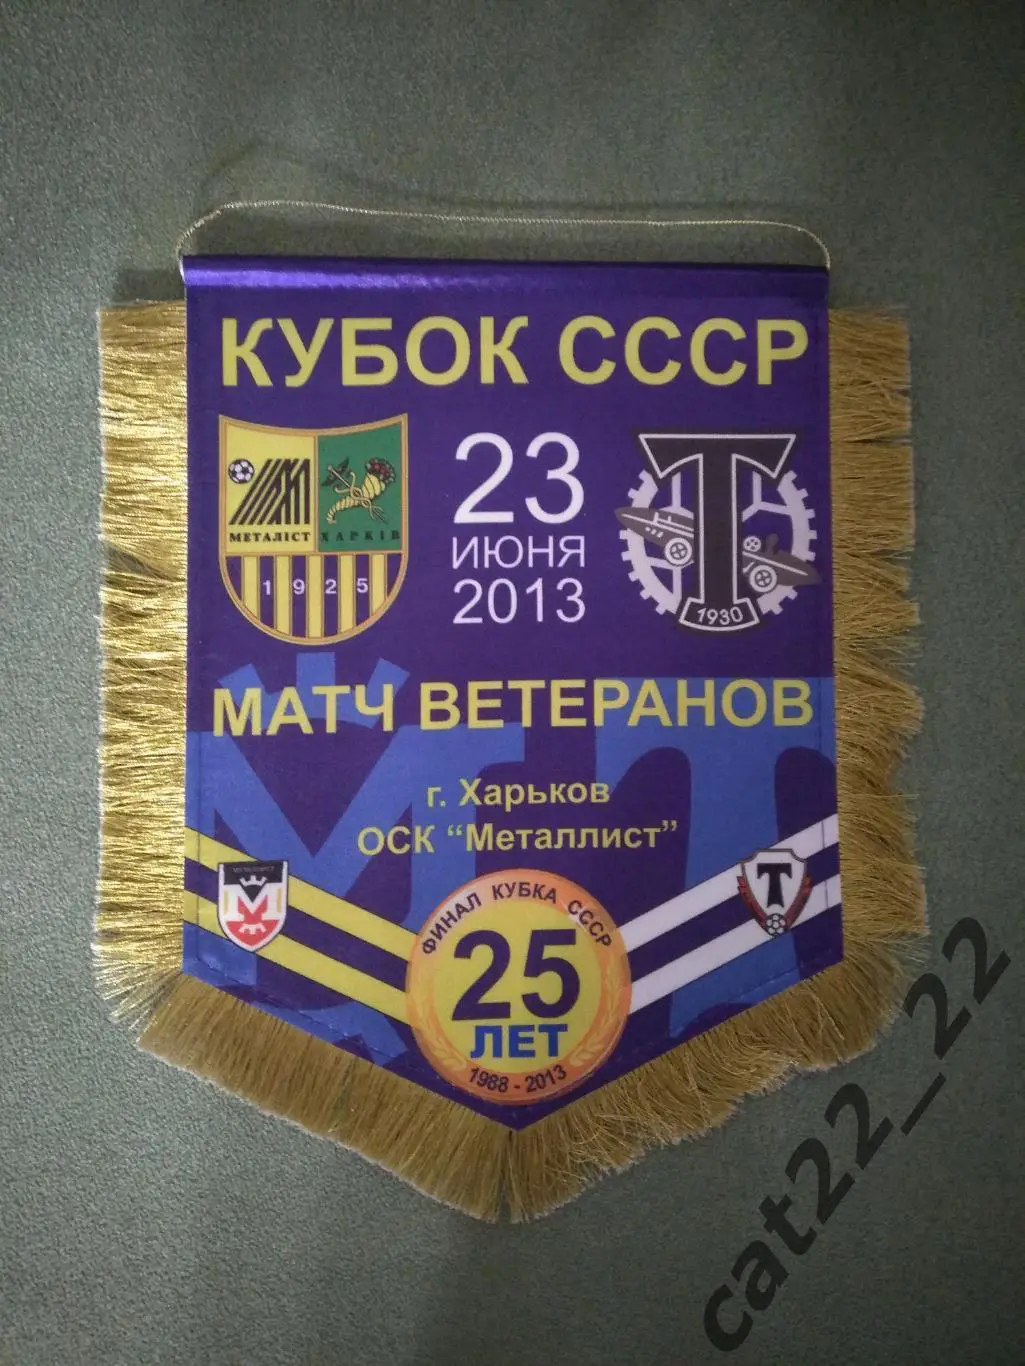 КУБОК СССР
МЕТАЛІСТ ХАРКІВ
1925
23
ИЮНЯ
2013
Т
1930
МАТЧ ВЕТЕРАНОВ
г. Харьков
ОСК “Металлист”
МЕТАЛЛИСТ
Т
ФИНАЛ КУБКА СССР
25
ЛЕТ
1988 - 2013
cat22_22